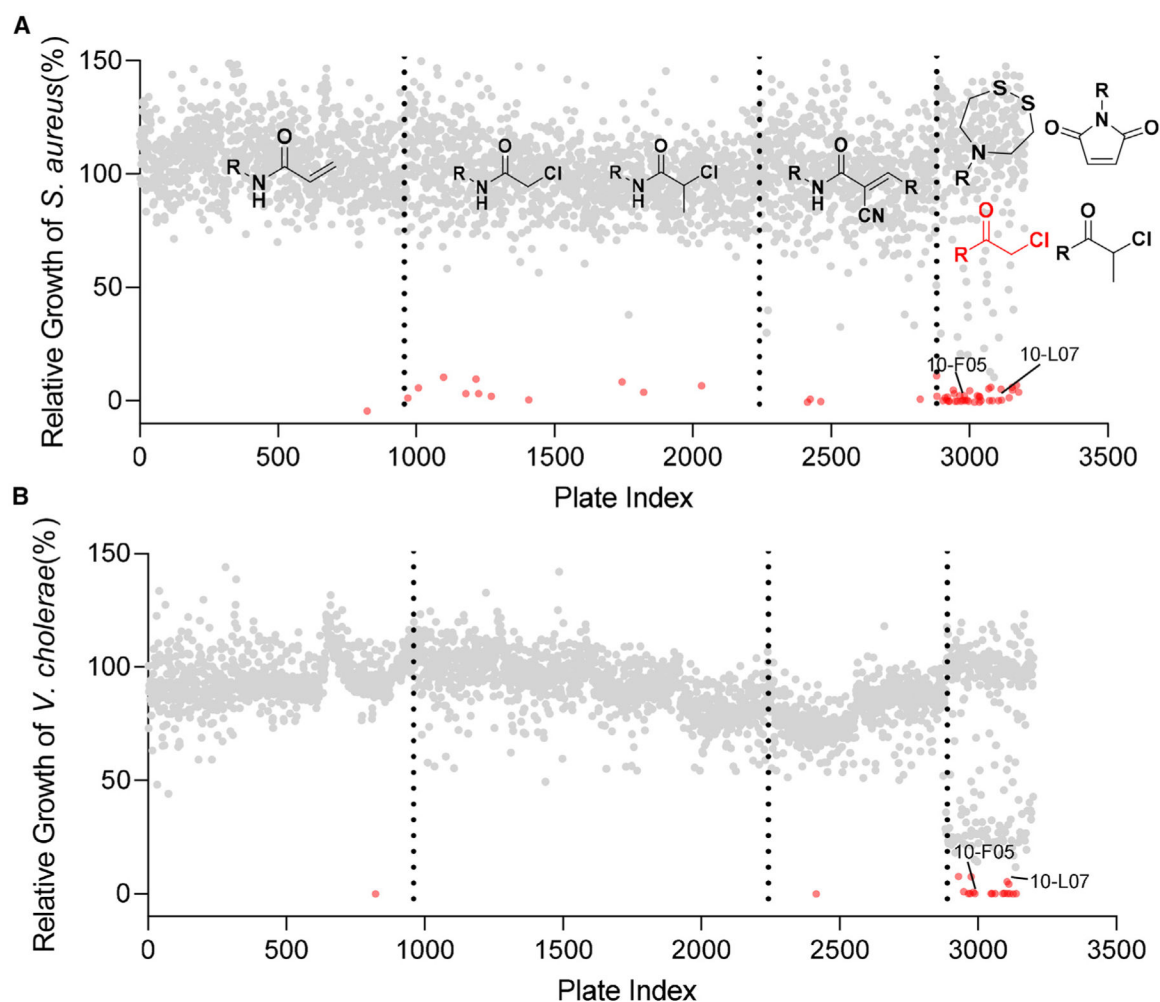 A
Relative Growth of S. aureus(%)
150
100
50
0
0 500 1000 1500 2000 2500 3000 3500
Plate Index
O
R
N
H
O
R
N
H
Cl
O
R
N
H
Cl
O
R
N
H
CN
R
S
S
N
R
R
N
O
O
O
R
Cl
O
R
Cl
10-F05
10-L07
B
Relative Growth of V. cholerae(%)
150
100
50
0
0 500 1000 1500 2000 2500 3000 3500
Plate Index
10-F05
10-L07